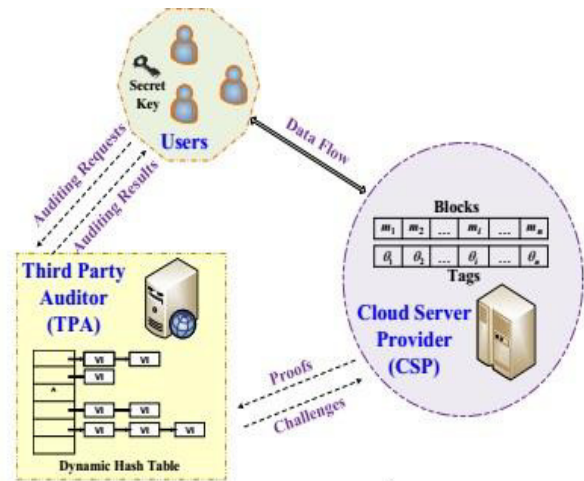 Secret
Key
Users
Auditing Requests
Auditing Results
Data Flow
Blocks
m₁ m₂ ... mᵢ ... mₙ
θ₁ θ₂ ... θᵢ ... θₙ
Tags
Cloud Server
Provider
(CSP)
Third Party
Auditor
(TPA)
VI VI
VI
^
VI VI
VI VI VI
Dynamic Hash Table
Proofs
Challenges